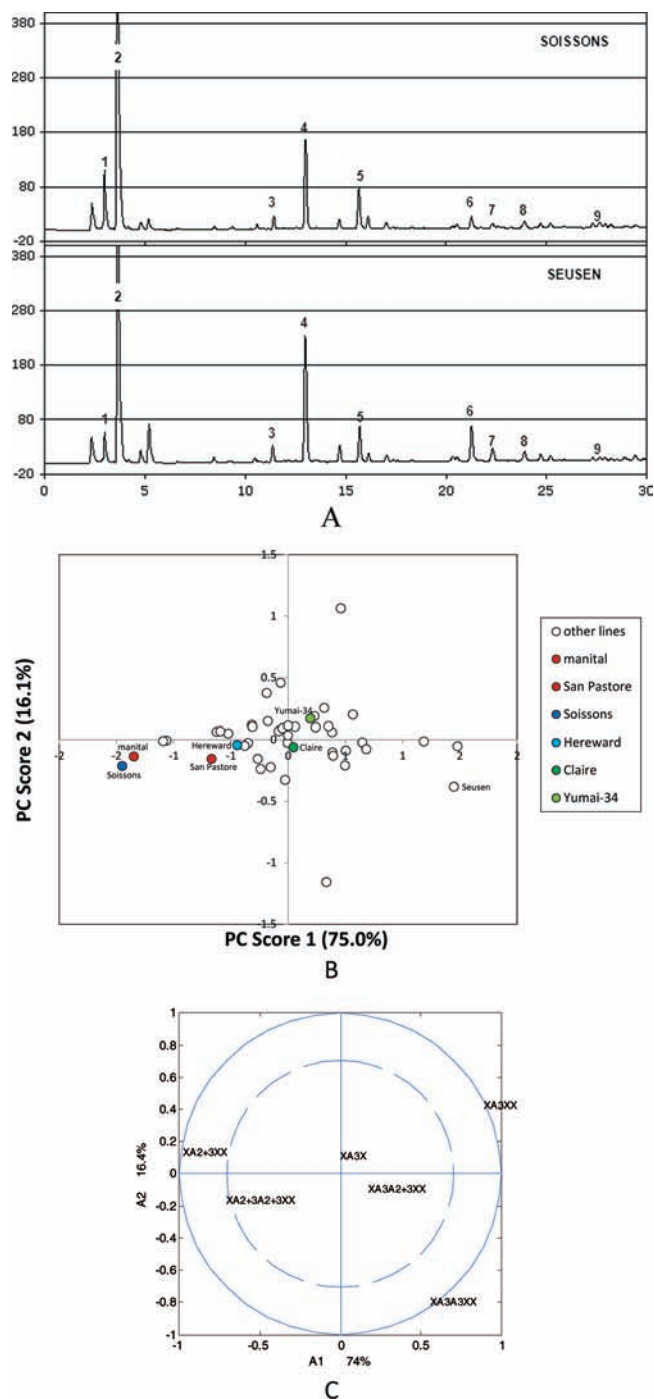 380
SOISSONS
2
280
180
4
1
80
5
3
6
7
8
9
-20
380
SEUSEN
2
280
4
180
80
1
3
5
6
7
8
9
-20
0
5
10
15
20
25
30
A
1.5
1
0.5
Yumai-34
0
-2
-2
-1
-1
0
1
1
2
2
manital
Hereward
Claire
Soissons
San Pastore
Seusen
-0.5
-1
-1.5
PC Score 2 (16.1%)
PC Score 1 (75.0%)
other lines
manital
San Pastore
Soissons
Hereward
Claire
Yumai-34
B
1
0.8
0.6
0.4
XA3XX
0.2
XA2+3XX
XA3X
0
XA3A2+3XX
XA2+3A2+3XX
-0.2
-0.4
-0.6
-0.8
XA3A3XX
-1
A2 16.4%
-1
-0.5
0
0.5
1
A1 74%
C